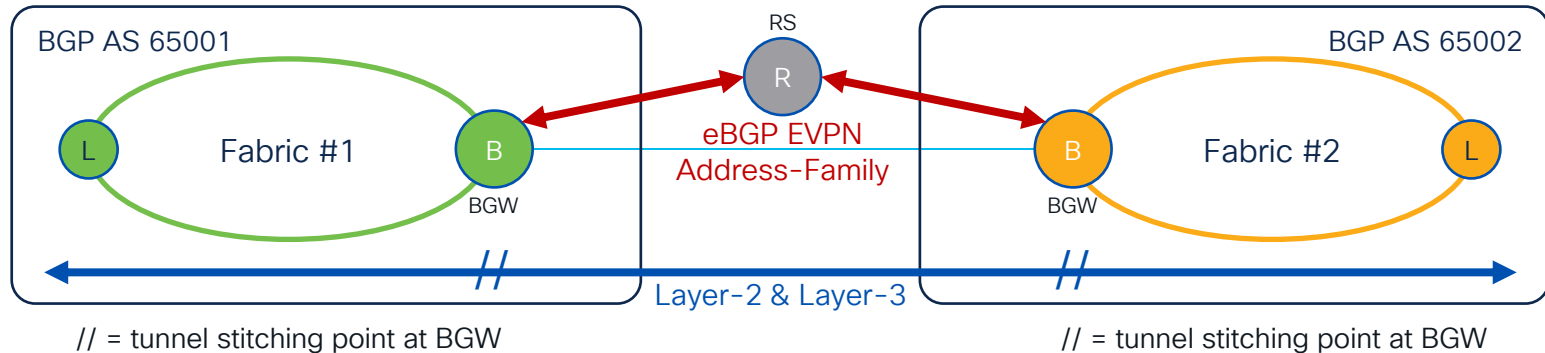 RS
BGP AS 65001
BGP AS 65002
R
L
Fabric #1
B
eBGP EVPN
Address-Family
B
Fabric #2
L
BGW
BGW
//
//
Layer-2 & Layer-3
// = tunnel stitching point at BGW
// = tunnel stitching point at BGW